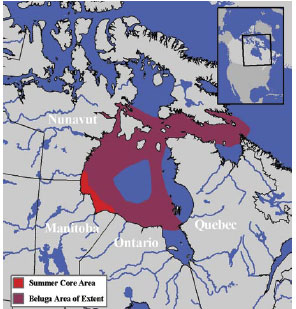 Nunavut
Manitoba
Quebec
Ontario
Summer Core Area
Beluga Area of Extent